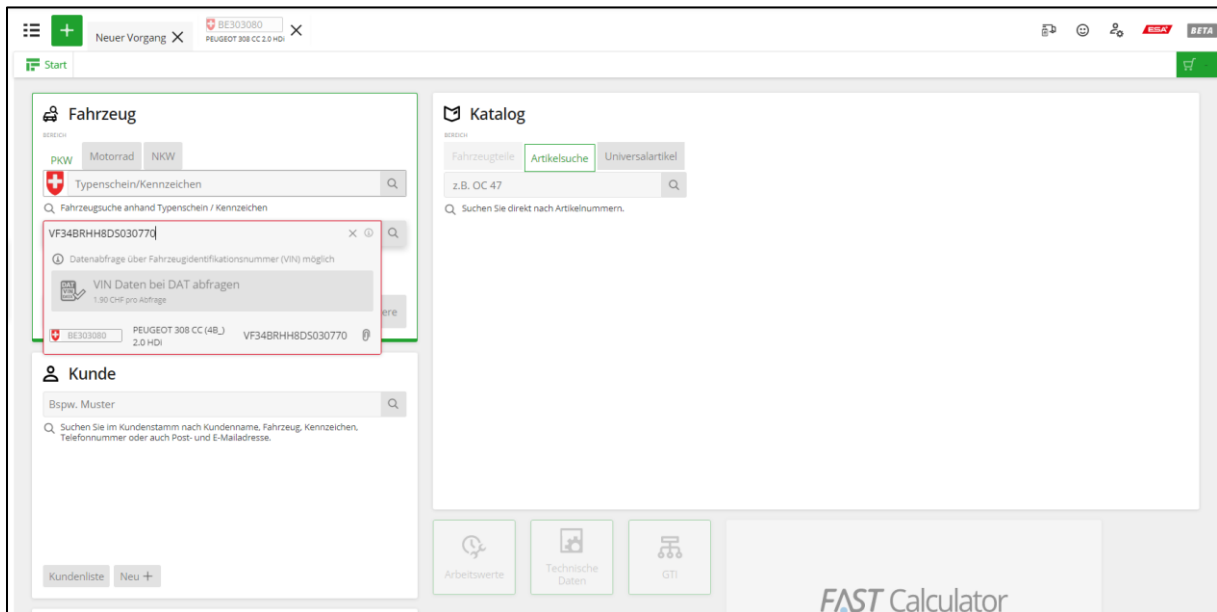 Neuer Vorgang
BE303080
PEUGEOT 308 CC 2.0 HDI
ESA
BETA
Start
Fahrzeug
BEREICH
PKW
Motorrad
NKW
Typenschein/Kennzeichen
Fahrzeugsuche anhand Typenschein / Kennzeichen
VF34BRHH8DS030770
Datenabfrage über Fahrzeugidentifikationsnummer (VIN) möglich
DAT
VIN
VIN Daten bei DAT abfragen
1.90 CHF pro Abfrage
ere
BE303080
PEUGEOT 308 CC (4B_)
2.0 HDi
VF34BRHH8DS030770
Kunde
Bspw. Muster
Suchen Sie im Kundenstamm nach Kundenname, Fahrzeug, Kennzeichen,
Telefonnummer oder auch Post- und E-Mailadresse.
Kundenliste
Neu +
Katalog
BEREICH
Fahrzeugteile
Artikelsuche
Universalartikel
z.B. OC 47
Suchen Sie direkt nach Artikelnummern.
Arbeitswerte
Technische
Daten
GTI
FAST Calculator